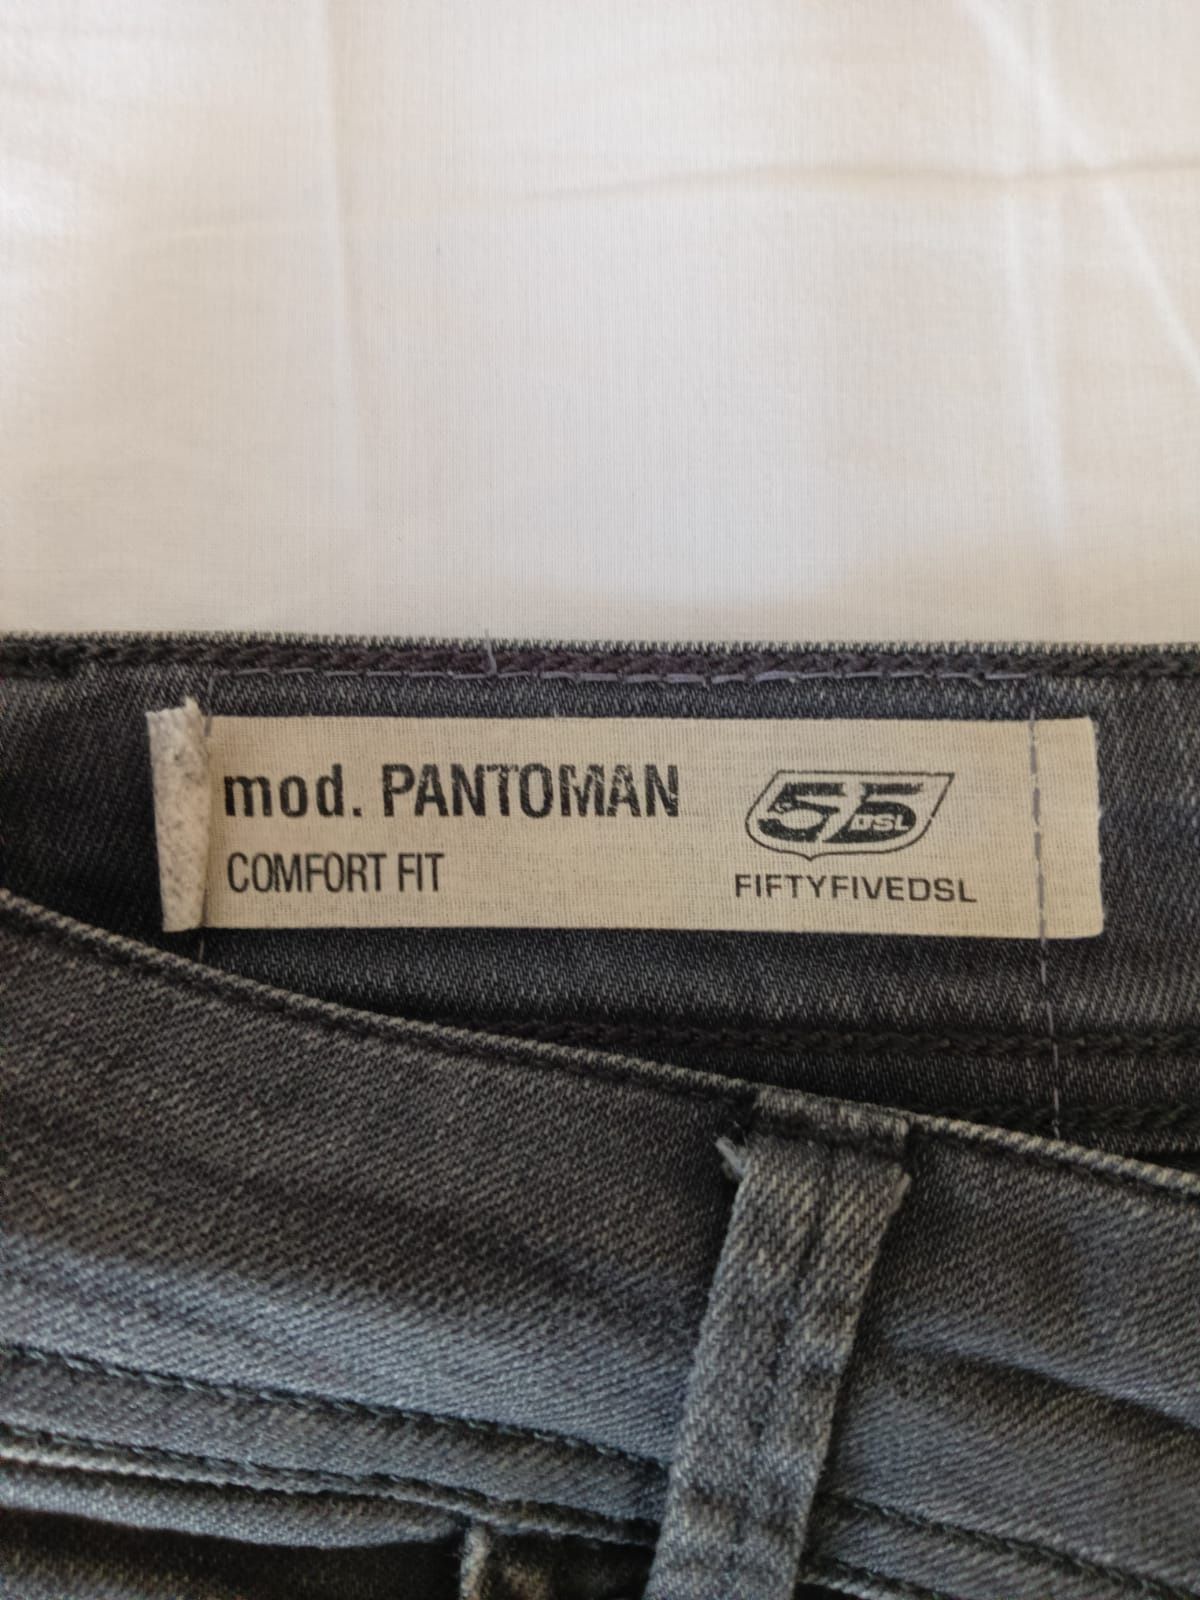 mod. PANTOMAN
COMFORT FIT
55
DSL
FIFTYFIVEDSL